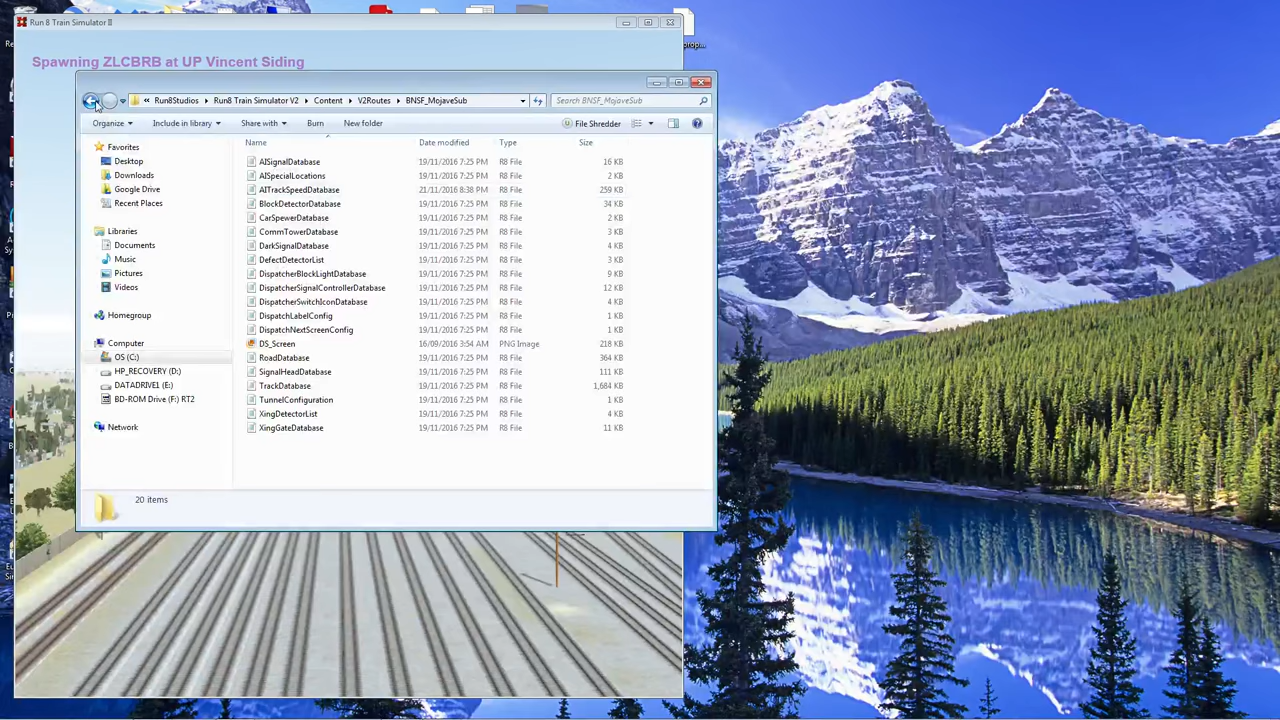 Run 8 Train Simulator II
Spawning ZLCBRB at UP Vincent Siding
« Run8Studios Run8 Train Simulator V2 Content V2Routes BNSF_MojaveSub
Search BNSF_MojaveSub
Organize Include in library Share with Burn New folder File Shredder
Name Date modified Type Size
Favorites
Desktop
Downloads
Google Drive
Recent Places
Libraries
Documents
Music
Pictures
Videos
Homegroup
Computer
OS (C:)
HP_RECOVERY (D:)
DATADRIVE1 (E:)
BD-ROM Drive (F:) RT2
Network
AISignalDatabase 19/11/2016 7:25 PM R8 File 16 KB
AISpecialLocations 19/11/2016 7:25 PM R8 File 2 KB
AITrackSpeedDatabase 21/11/2016 8:38 PM R8 File 259 KB
BlockDetectorDatabase 19/11/2016 7:25 PM R8 File 34 KB
CarSpewerDatabase 19/11/2016 7:25 PM R8 File 2 KB
CommTowerDatabase 19/11/2016 7:25 PM R8 File 3 KB
DarkSignalDatabase 19/11/2016 7:25 PM R8 File 4 KB
DefectDetectorList 19/11/2016 7:25 PM R8 File 3 KB
DispatcherBlockLightDatabase 19/11/2016 7:25 PM R8 File 9 KB
DispatcherSignalControllerDatabase 19/11/2016 7:25 PM R8 File 12 KB
DispatcherSwitchIconDatabase 19/11/2016 7:25 PM R8 File 4 KB
DispatchLabelConfig 19/11/2016 7:25 PM R8 File 1 KB
DispatchNextScreenConfig 19/11/2016 7:25 PM R8 File 1 KB
DS_Screen 16/09/2016 3:54 AM PNG Image 218 KB
RoadDatabase 19/11/2016 7:25 PM R8 File 364 KB
SignalHeadDatabase 19/11/2016 7:25 PM R8 File 111 KB
TrackDatabase 19/11/2016 7:25 PM R8 File 1,684 KB
TunnelConfiguration 19/11/2016 7:25 PM R8 File 1 KB
XingDetectorList 19/11/2016 7:25 PM R8 File 4 KB
XingGateDatabase 19/11/2016 7:25 PM R8 File 11 KB
20 items